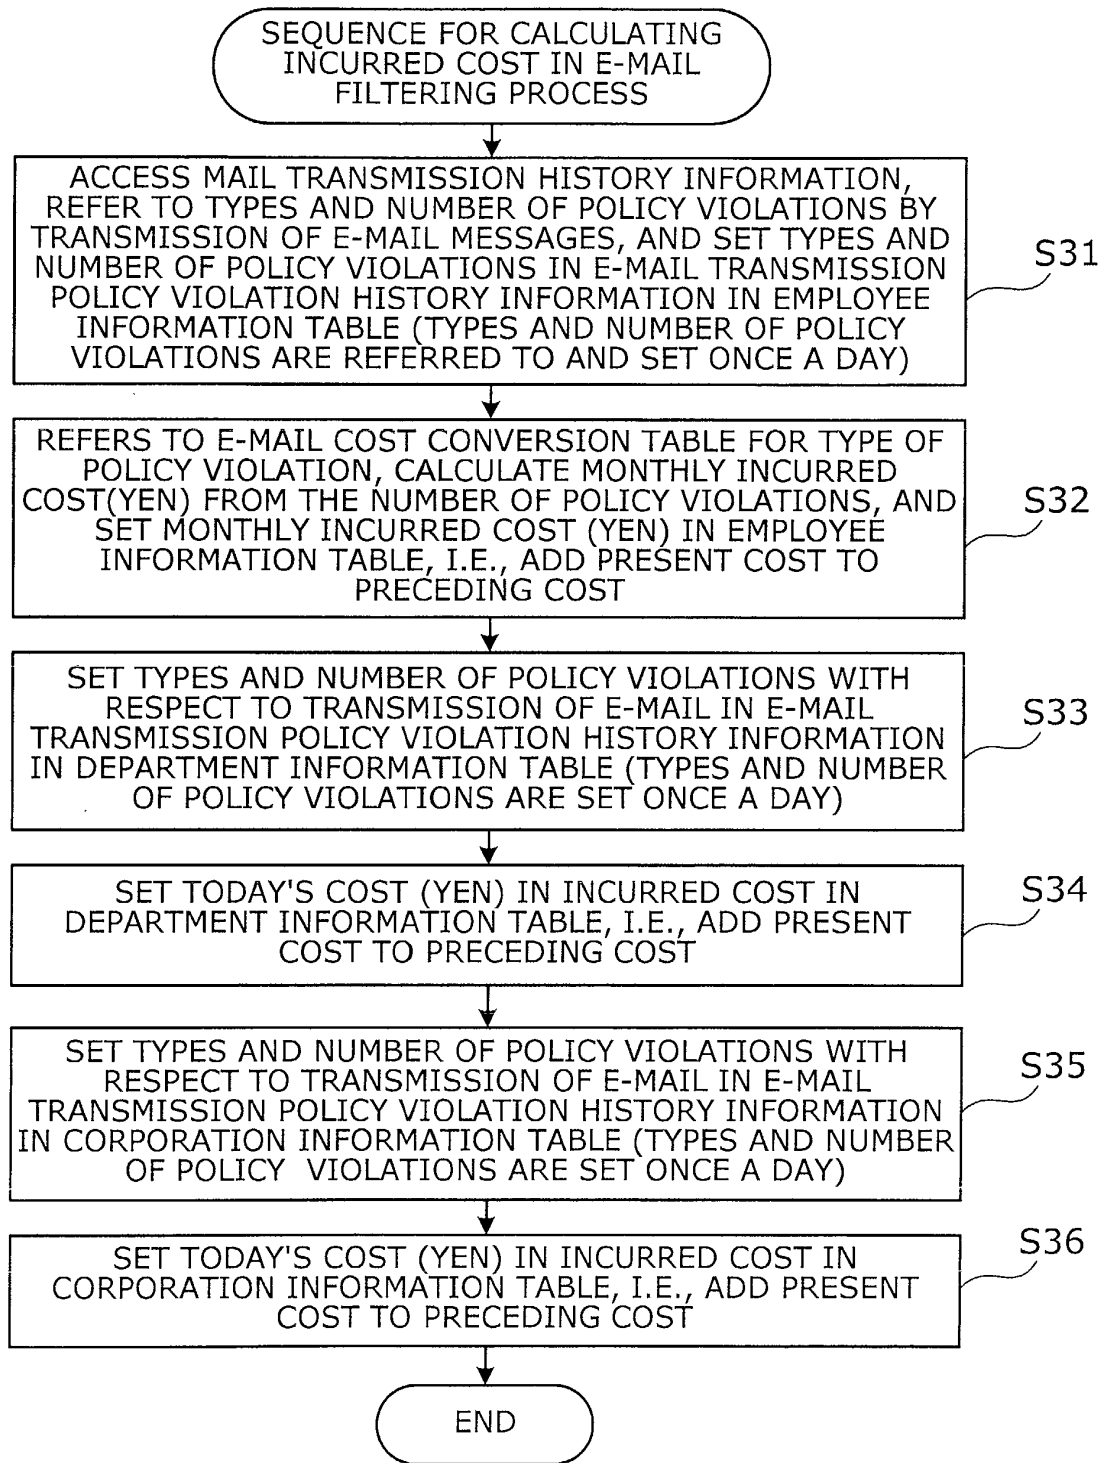 SEQUENCE FOR CALCULATING
INCURRED COST IN E-MAIL
FILTERING PROCESS
ACCESS MAIL TRANSMISSION HISTORY INFORMATION,
REFER TO TYPES AND NUMBER OF POLICY VIOLATIONS BY
TRANSMISSION OF E-MAIL MESSAGES, AND SET TYPES AND
NUMBER OF POLICY VIOLATIONS IN E-MAIL TRANSMISSION
POLICY VIOLATION HISTORY INFORMATION IN EMPLOYEE
INFORMATION TABLE (TYPES AND NUMBER OF POLICY
VIOLATIONS ARE REFERRED TO AND SET ONCE A DAY)
S31
REFERS TO E-MAIL COST CONVERSION TABLE FOR TYPE OF
POLICY VIOLATION, CALCULATE MONTHLY INCURRED
COST(YEN) FROM THE NUMBER OF POLICY VIOLATIONS, AND
SET MONTHLY INCURRED COST (YEN) IN EMPLOYEE
INFORMATION TABLE, I.E., ADD PRESENT COST TO
PRECEDING COST
S32
SET TYPES AND NUMBER OF POLICY VIOLATIONS WITH
RESPECT TO TRANSMISSION OF E-MAIL IN E-MAIL
TRANSMISSION POLICY VIOLATION HISTORY INFORMATION
IN DEPARTMENT INFORMATION TABLE (TYPES AND NUMBER
OF POLICY VIOLATIONS ARE SET ONCE A DAY)
S33
SET TODAY'S COST (YEN) IN INCURRED COST IN
DEPARTMENT INFORMATION TABLE, I.E., ADD PRESENT
COST TO PRECEDING COST
S34
SET TYPES AND NUMBER OF POLICY VIOLATIONS WITH
RESPECT TO TRANSMISSION OF E-MAIL IN E-MAIL
TRANSMISSION POLICY VIOLATION HISTORY INFORMATION
IN CORPORATION INFORMATION TABLE (TYPES AND NUMBER
OF POLICY VIOLATIONS ARE SET ONCE A DAY)
S35
SET TODAY'S COST (YEN) IN INCURRED COST IN
CORPORATION INFORMATION TABLE, I.E., ADD PRESENT
COST TO PRECEDING COST
S36
END